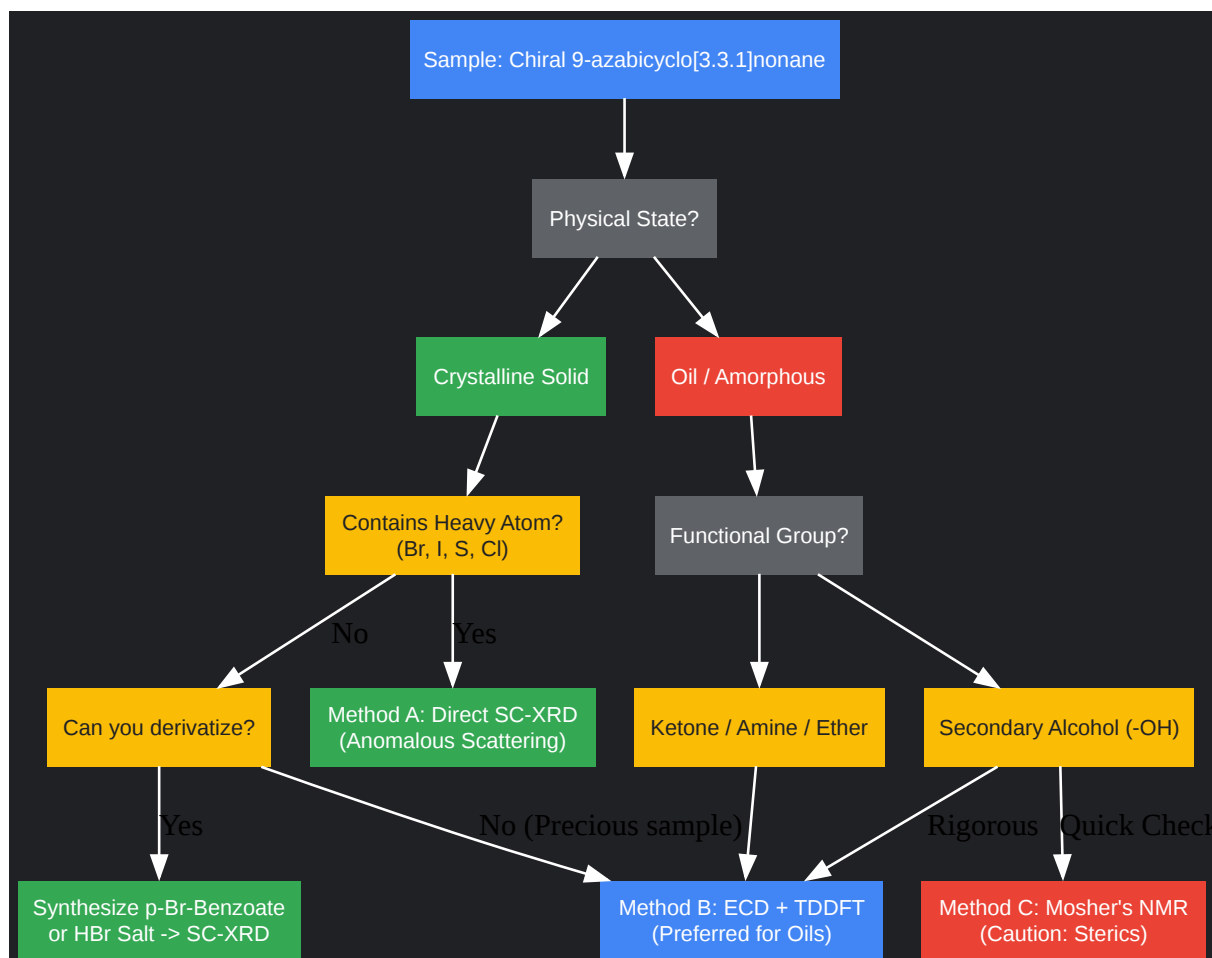 Sample: Chiral 9-azabicyclo[3.3.1]nonane
Physical State?
Crystalline Solid
Oil / Amorphous
Contains Heavy Atom?
(Br, I, S, Cl)
Functional Group?
No
Yes
Can you derivatize?
Method A: Direct SC-XRD
(Anomalous Scattering)
Ketone / Amine / Ether
Secondary Alcohol (-OH)
Yes
No (Precious sample)
Rigorous
Quick Check
Synthesize p-Br-Benzoate
or HBr Salt -> SC-XRD
Method B: ECD + TDDFT
(Preferred for Oils)
Method C: Mosher's NMR
(Caution: Sterics)